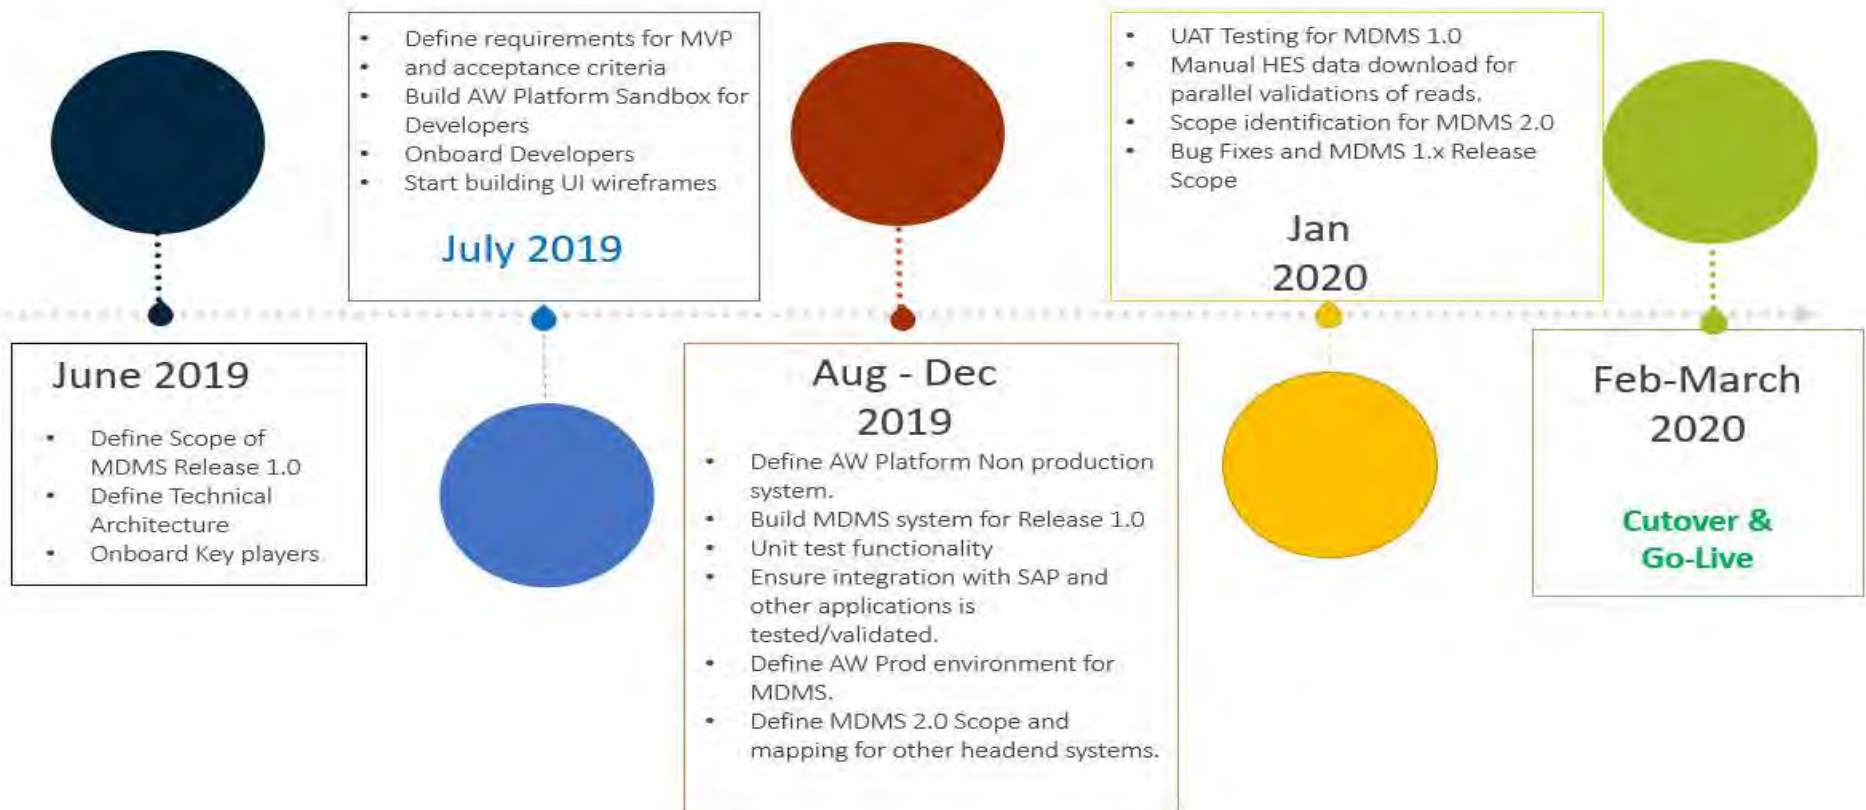 • Define requirements for MVP
• and acceptance criteria
• Build AW Platform Sandbox for
Developers
• Onboard Developers
• Start building UI wireframes
July 2019
• UAT Testing for MDMS 1.0
• Manual HES data download for
parallel validations of reads.
• Scope identification for MDMS 2.0
• Bug Fixes and MDMS 1.x Release
Scope
Jan
2020
June 2019
• Define Scope of
MDMS Release 1.0
• Define Technical
Architecture
• Onboard Key players
Aug - Dec
2019
• Define AW Platform Non production
system.
• Build MDMS system for Release 1.0
• Unit test functionality
• Ensure integration with SAP and
other applications is
tested/validated.
• Define AW Prod environment for
MDMS.
• Define MDMS 2.0 Scope and
mapping for other headend systems.
Feb-March
2020
Cutover &
Go-Live